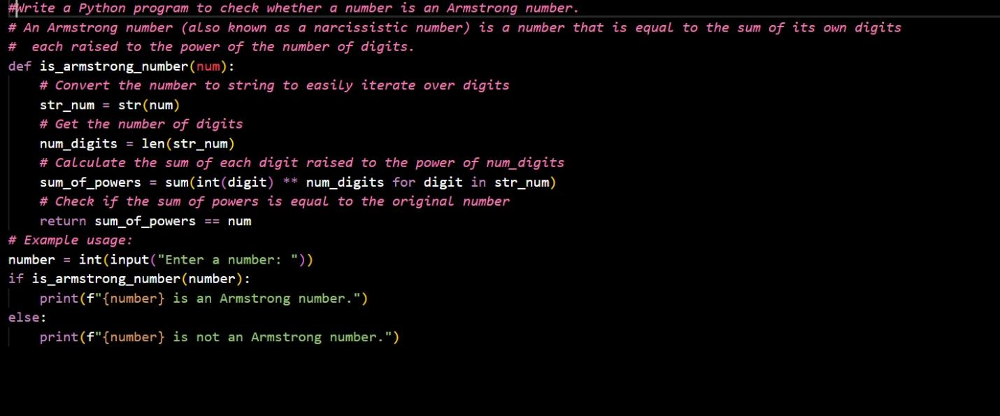 #Write a Python program to check whether a number is an Armstrong number.
# An Armstrong number (also known as a narcissistic number) is a number that is equal to the sum of its own digits
#  each raised to the power of the number of digits.
def is_armstrong_number(num):
    # Convert the number to string to easily iterate over digits
    str_num = str(num)
    # Get the number of digits
    num_digits = len(str_num)
    # Calculate the sum of each digit raised to the power of num_digits
    sum_of_powers = sum(int(digit) ** num_digits for digit in str_num)
    # Check if the sum of powers is equal to the original number
    return sum_of_powers == num
# Example usage:
number = int(input("Enter a number: "))
if is_armstrong_number(number):
    print(f"{number} is an Armstrong number.")
else:
    print(f"{number} is not an Armstrong number.")